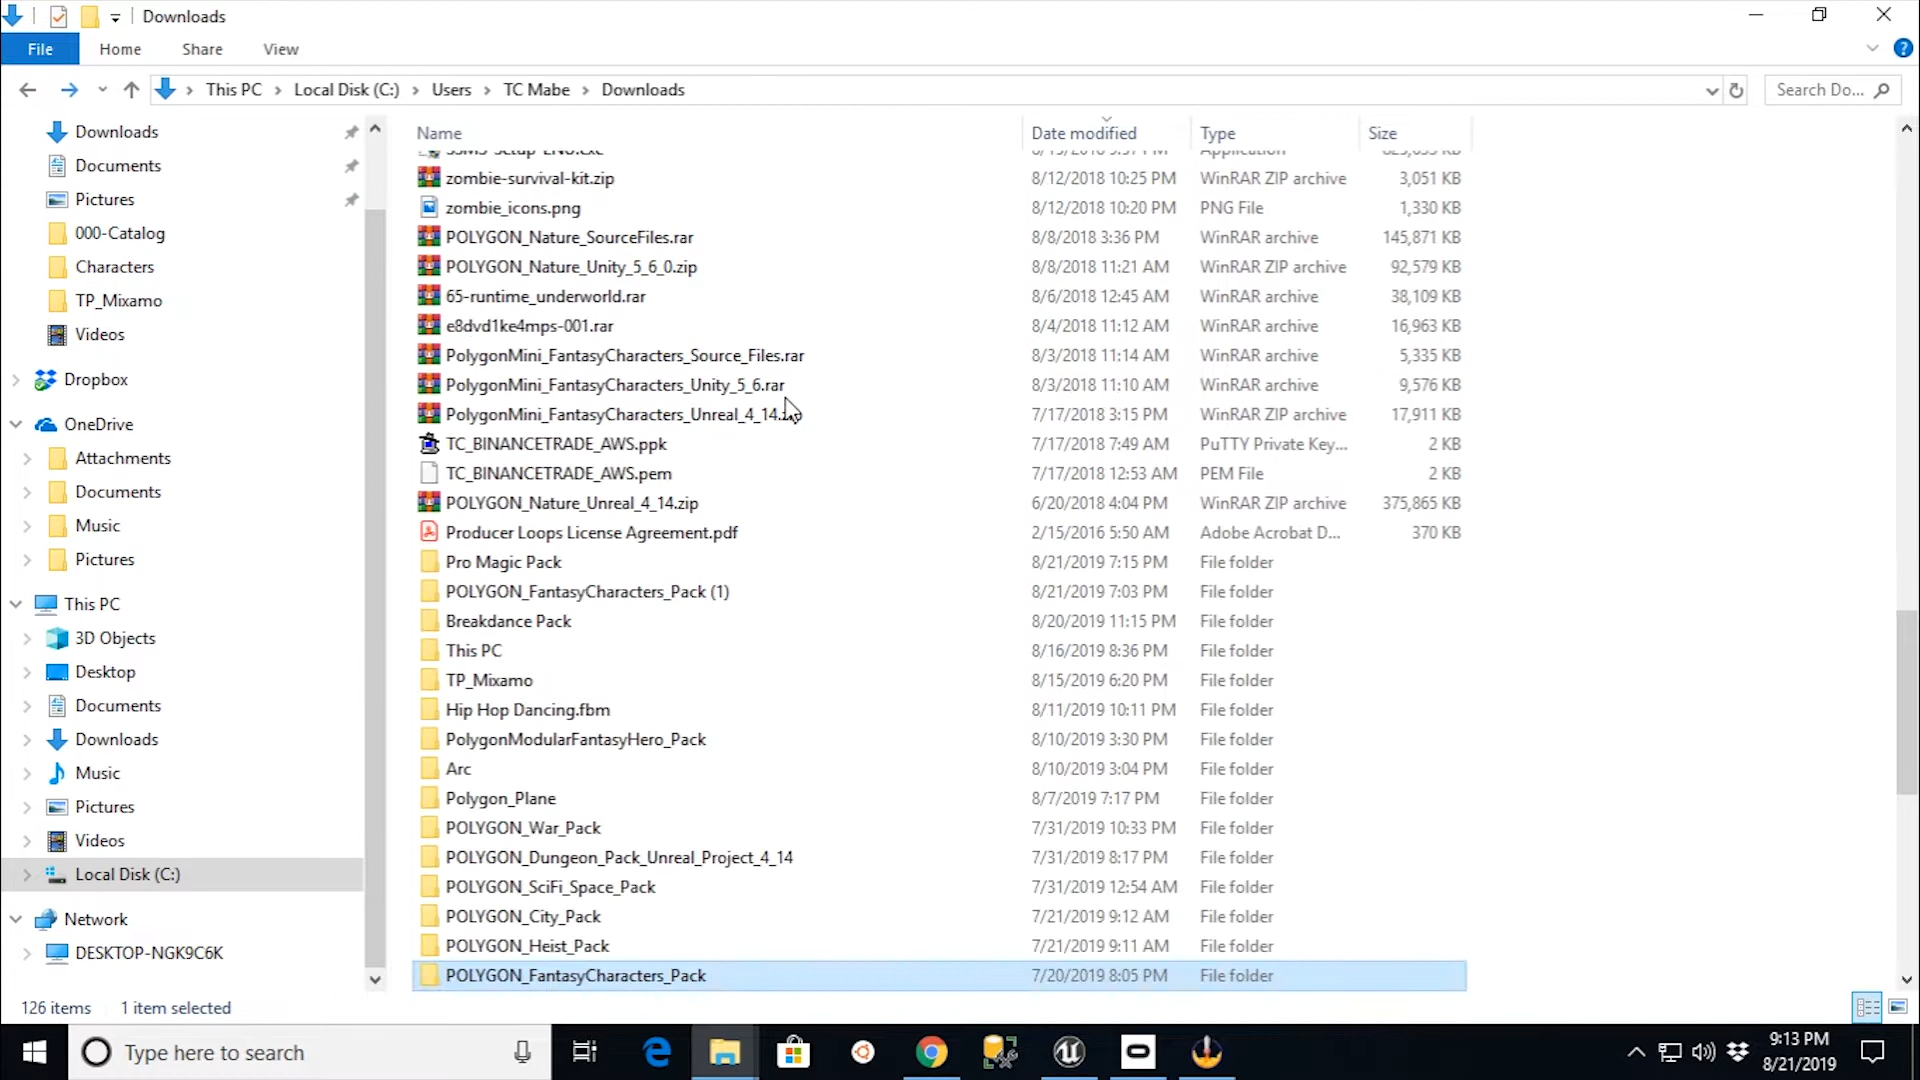 Downloads
File Home Share View
This PC Local Disk (C:) Users TC Mabe Downloads Search Do...
Name Date modified Type Size
Downloads
Documents
Pictures
000-Catalog
Characters
TP_Mixamo
Videos
Dropbox
OneDrive
Attachments
Documents
Music
Pictures
This PC
3D Objects
Desktop
Documents
Downloads
Music
Pictures
Videos
Local Disk (C:)
Network
DESKTOP-NGK9C6K
zombie-survival-kit.zip 8/12/2018 10:25 PM WinRAR ZIP archive 3,051 KB
zombie_icons.png 8/12/2018 10:20 PM PNG File 1,330 KB
POLYGON_Nature_SourceFiles.rar 8/8/2018 3:36 PM WinRAR archive 145,871 KB
POLYGON_Nature_Unity_5_6_0.zip 8/8/2018 11:21 AM WinRAR ZIP archive 92,579 KB
65-runtime_underworld.rar 8/6/2018 12:45 AM WinRAR archive 38,109 KB
e8dvd1ke4mps-001.rar 8/4/2018 11:12 AM WinRAR archive 16,963 KB
PolygonMini_FantasyCharacters_Source_Files.rar 8/3/2018 11:14 AM WinRAR archive 5,335 KB
PolygonMini_FantasyCharacters_Unity_5_6.rar 8/3/2018 11:10 AM WinRAR archive 9,576 KB
PolygonMini_FantasyCharacters_Unreal_4_14. 7/17/2018 3:15 PM WinRAR ZIP archive 17,911 KB
TC_BINANCETRADE_AWS.ppk 7/17/2018 7:49 AM PuTTY Private Key... 2 KB
TC_BINANCETRADE_AWS.pem 7/17/2018 12:53 AM PEM File 2 KB
POLYGON_Nature_Unreal_4_14.zip 6/20/2018 4:04 PM WinRAR ZIP archive 375,865 KB
Producer Loops License Agreement.pdf 2/15/2016 5:50 AM Adobe Acrobat D... 370 KB
Pro Magic Pack 8/21/2019 7:15 PM File folder
POLYGON_FantasyCharacters_Pack (1) 8/21/2019 7:03 PM File folder
Breakdance Pack 8/20/2019 11:15 PM File folder
This PC 8/16/2019 8:36 PM File folder
TP_Mixamo 8/15/2019 6:20 PM File folder
Hip Hop Dancing.fbm 8/11/2019 10:11 PM File folder
PolygonModularFantasyHero_Pack 8/10/2019 3:30 PM File folder
Arc 8/10/2019 3:04 PM File folder
Polygon_Plane 8/7/2019 7:17 PM File folder
POLYGON_War_Pack 7/31/2019 10:33 PM File folder
POLYGON_Dungeon_Pack_Unreal_Project_4_14 7/31/2019 8:17 PM File folder
POLYGON_SciFi_Space_Pack 7/31/2019 12:54 AM File folder
POLYGON_City_Pack 7/21/2019 9:12 AM File folder
POLYGON_Heist_Pack 7/21/2019 9:11 AM File folder
POLYGON_FantasyCharacters_Pack 7/20/2019 8:05 PM File folder
126 items 1 item selected
Type here to search
9:13 PM
8/21/2019